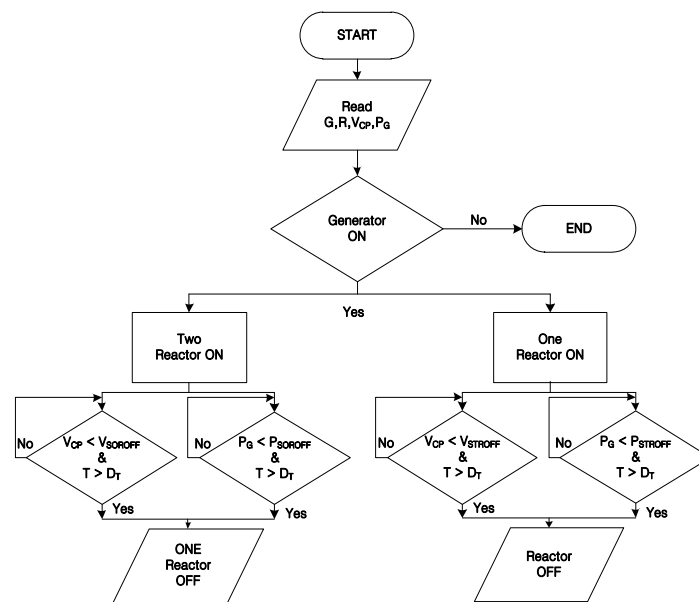 START
Read
G,R,VCP,PG
Generator
ON
No
END
Yes
Two
Reactor ON
One
Reactor ON
No
VCP < VSOROFF
&
T > DT
No
PG < PSOROFF
&
T > DT
No
VCP < VSTROFF
&
T > DT
No
PG < PSTROFF
&
T > DT
Yes
Yes
Yes
Yes
ONE
Reactor
OFF
Reactor
OFF